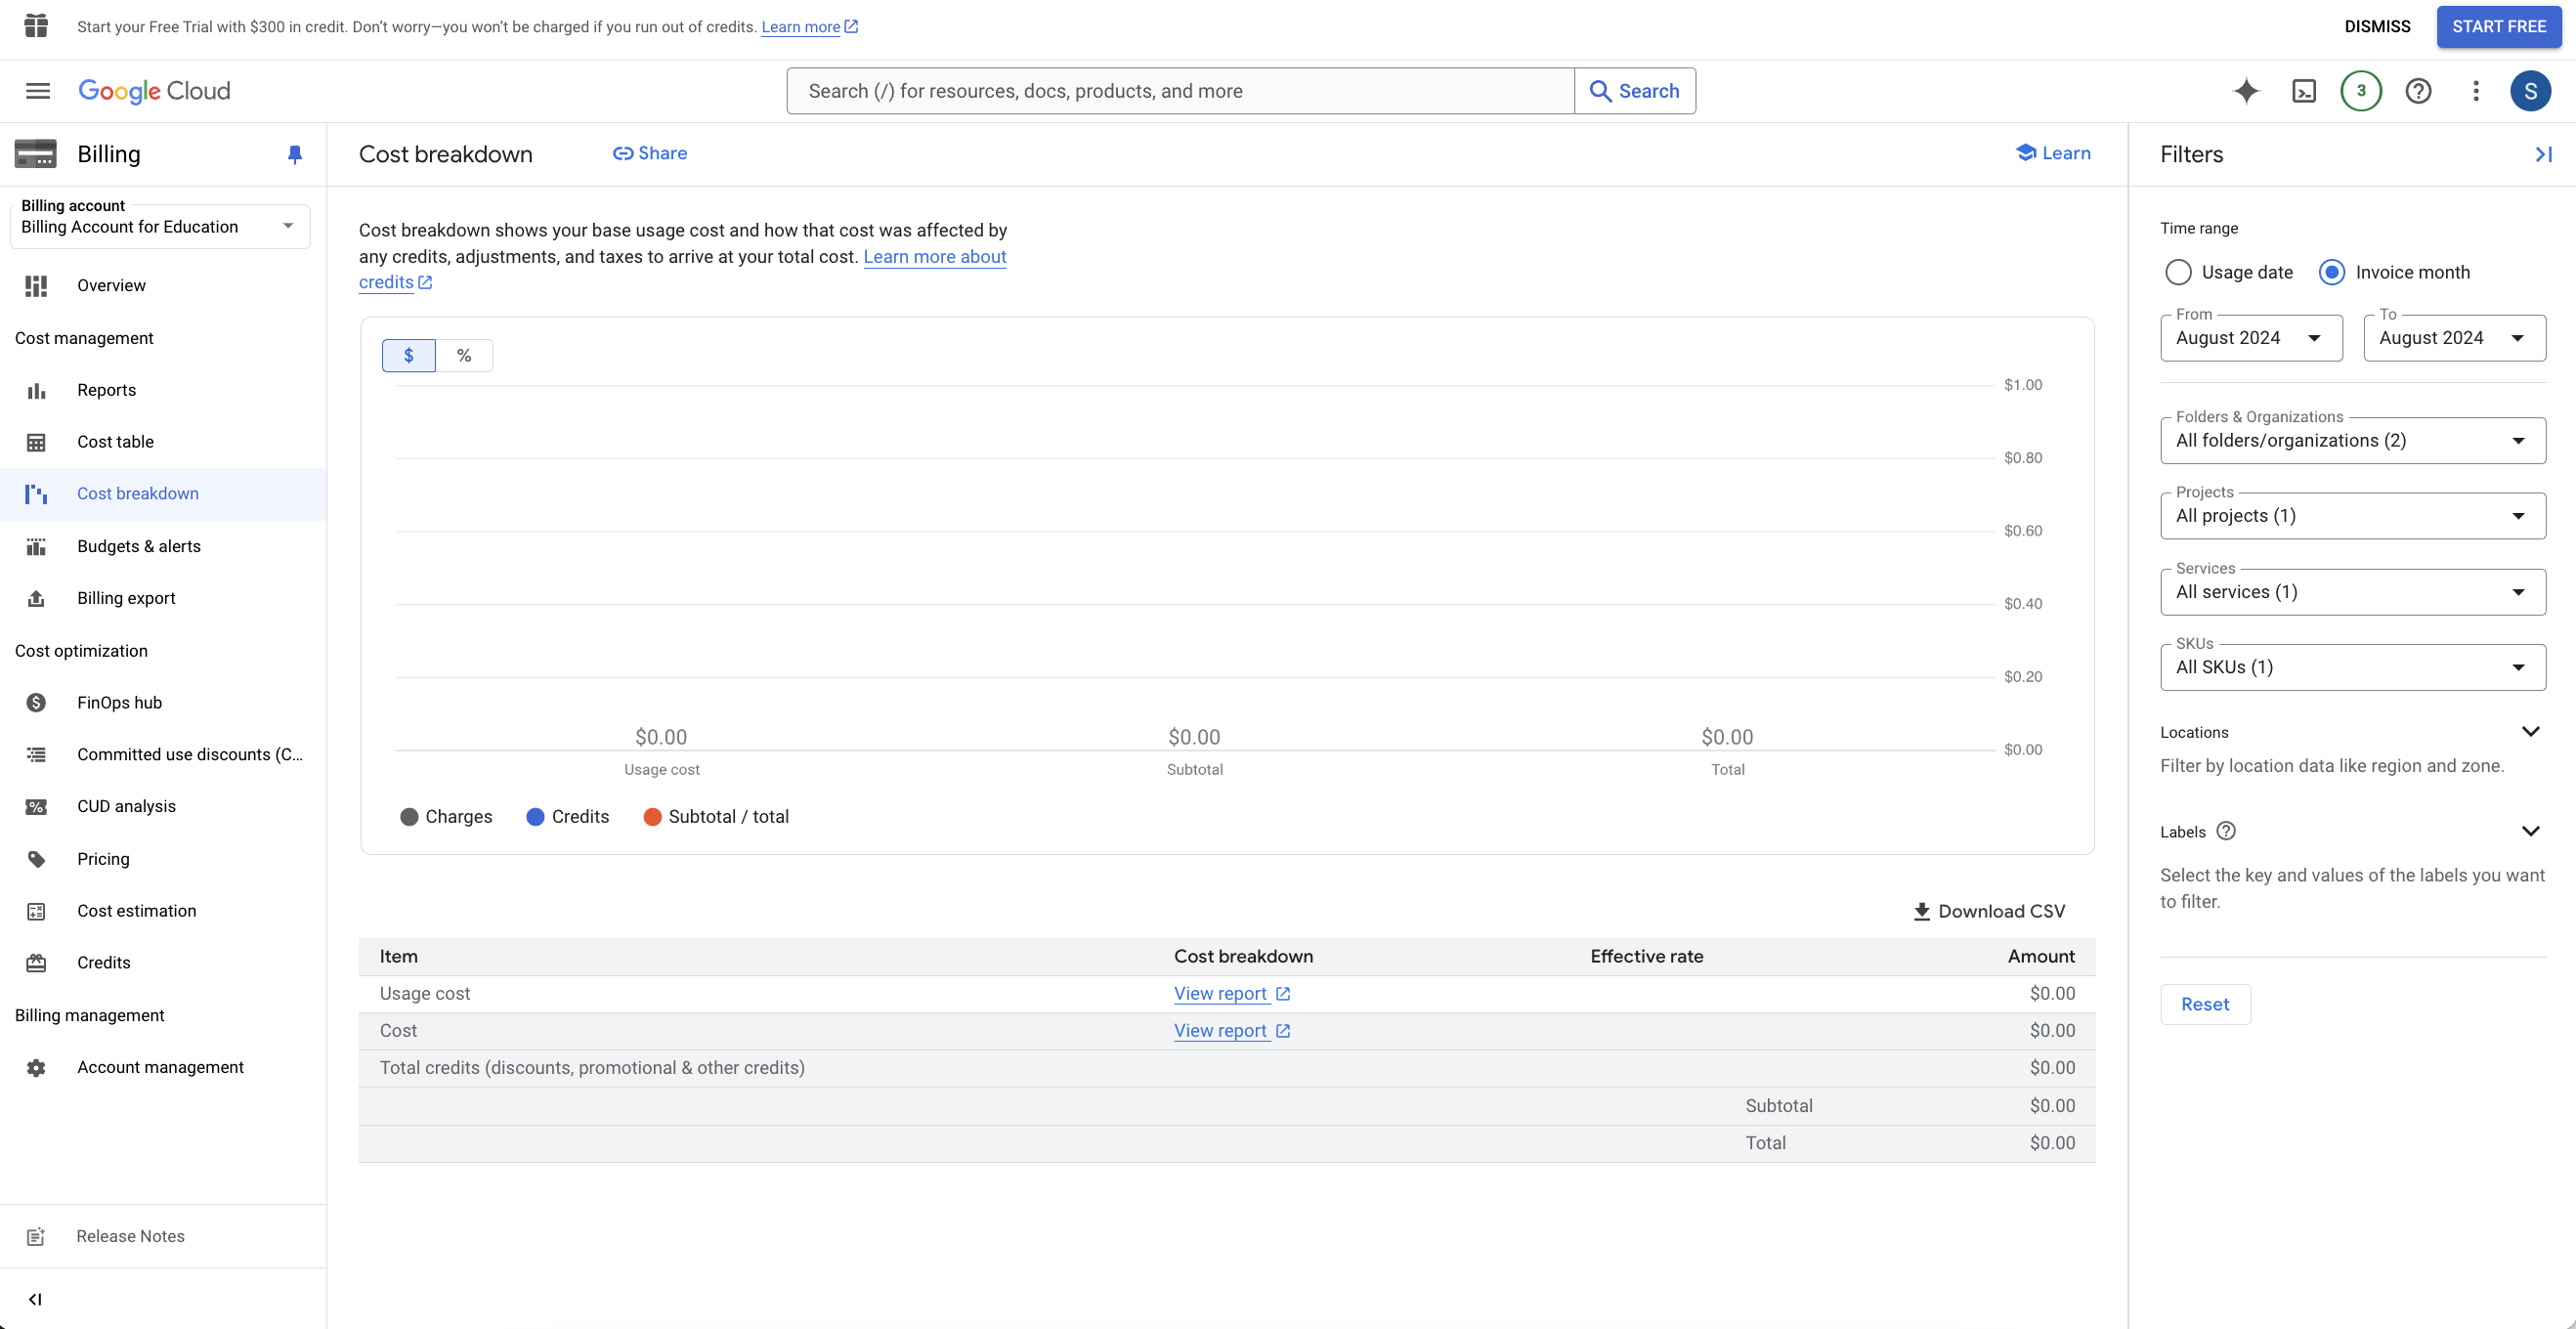 Start your Free Trial with $300 in credit. Don’t worry—you won’t be charged if you run out of credits. Learn more
DISMISS
START FREE
Google Cloud
Search (/) for resources, docs, products, and more
Search
3
S
Billing
Billing account
Billing Account for Education
Overview
Cost management
Reports
Cost table
Cost breakdown
Budgets & alerts
Billing export
Cost optimization
FinOps hub
Committed use discounts (C...
CUD analysis
Pricing
Cost estimation
Credits
Billing management
Account management
Release Notes
Cost breakdown
Share
Learn
Cost breakdown shows your base usage cost and how that cost was affected by
any credits, adjustments, and taxes to arrive at your total cost. Learn more about
credits
$
%
$1.00
$0.80
$0.60
$0.40
$0.20
$0.00
$0.00
$0.00
$0.00
Usage cost
Subtotal
Total
Charges
Credits
Subtotal / total
Download CSV
Item Cost breakdown Effective rate Amount
Usage cost View report $0.00
Cost View report $0.00
Total credits (discounts, promotional & other credits) $0.00
Subtotal $0.00
Total $0.00
Filters
Time range
Usage date
Invoice month
From
August 2024
To
August 2024
Folders & Organizations
All folders/organizations (2)
Projects
All projects (1)
Services
All services (1)
SKUs
All SKUs (1)
Locations
Filter by location data like region and zone.
Labels
Select the key and values of the labels you want
to filter.
Reset